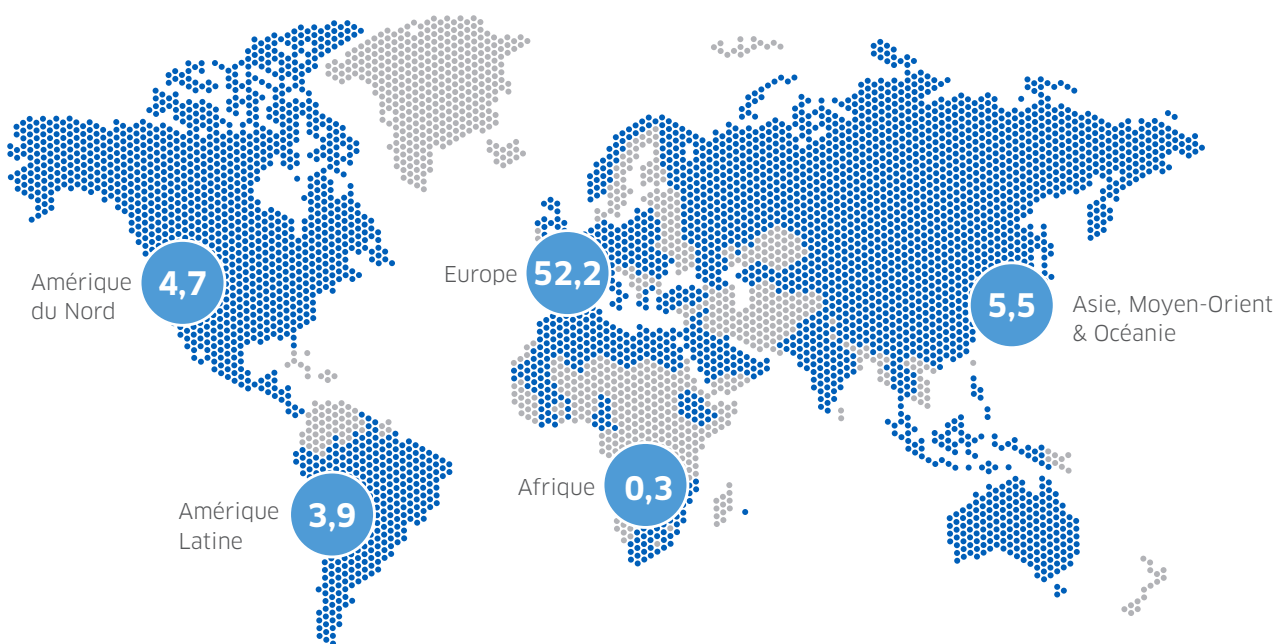 Amérique
du Nord
4,7
Europe
52,2
5,5
Asie, Moyen-Orient
& Océanie
Afrique
0,3
Amérique
Latine
3,9